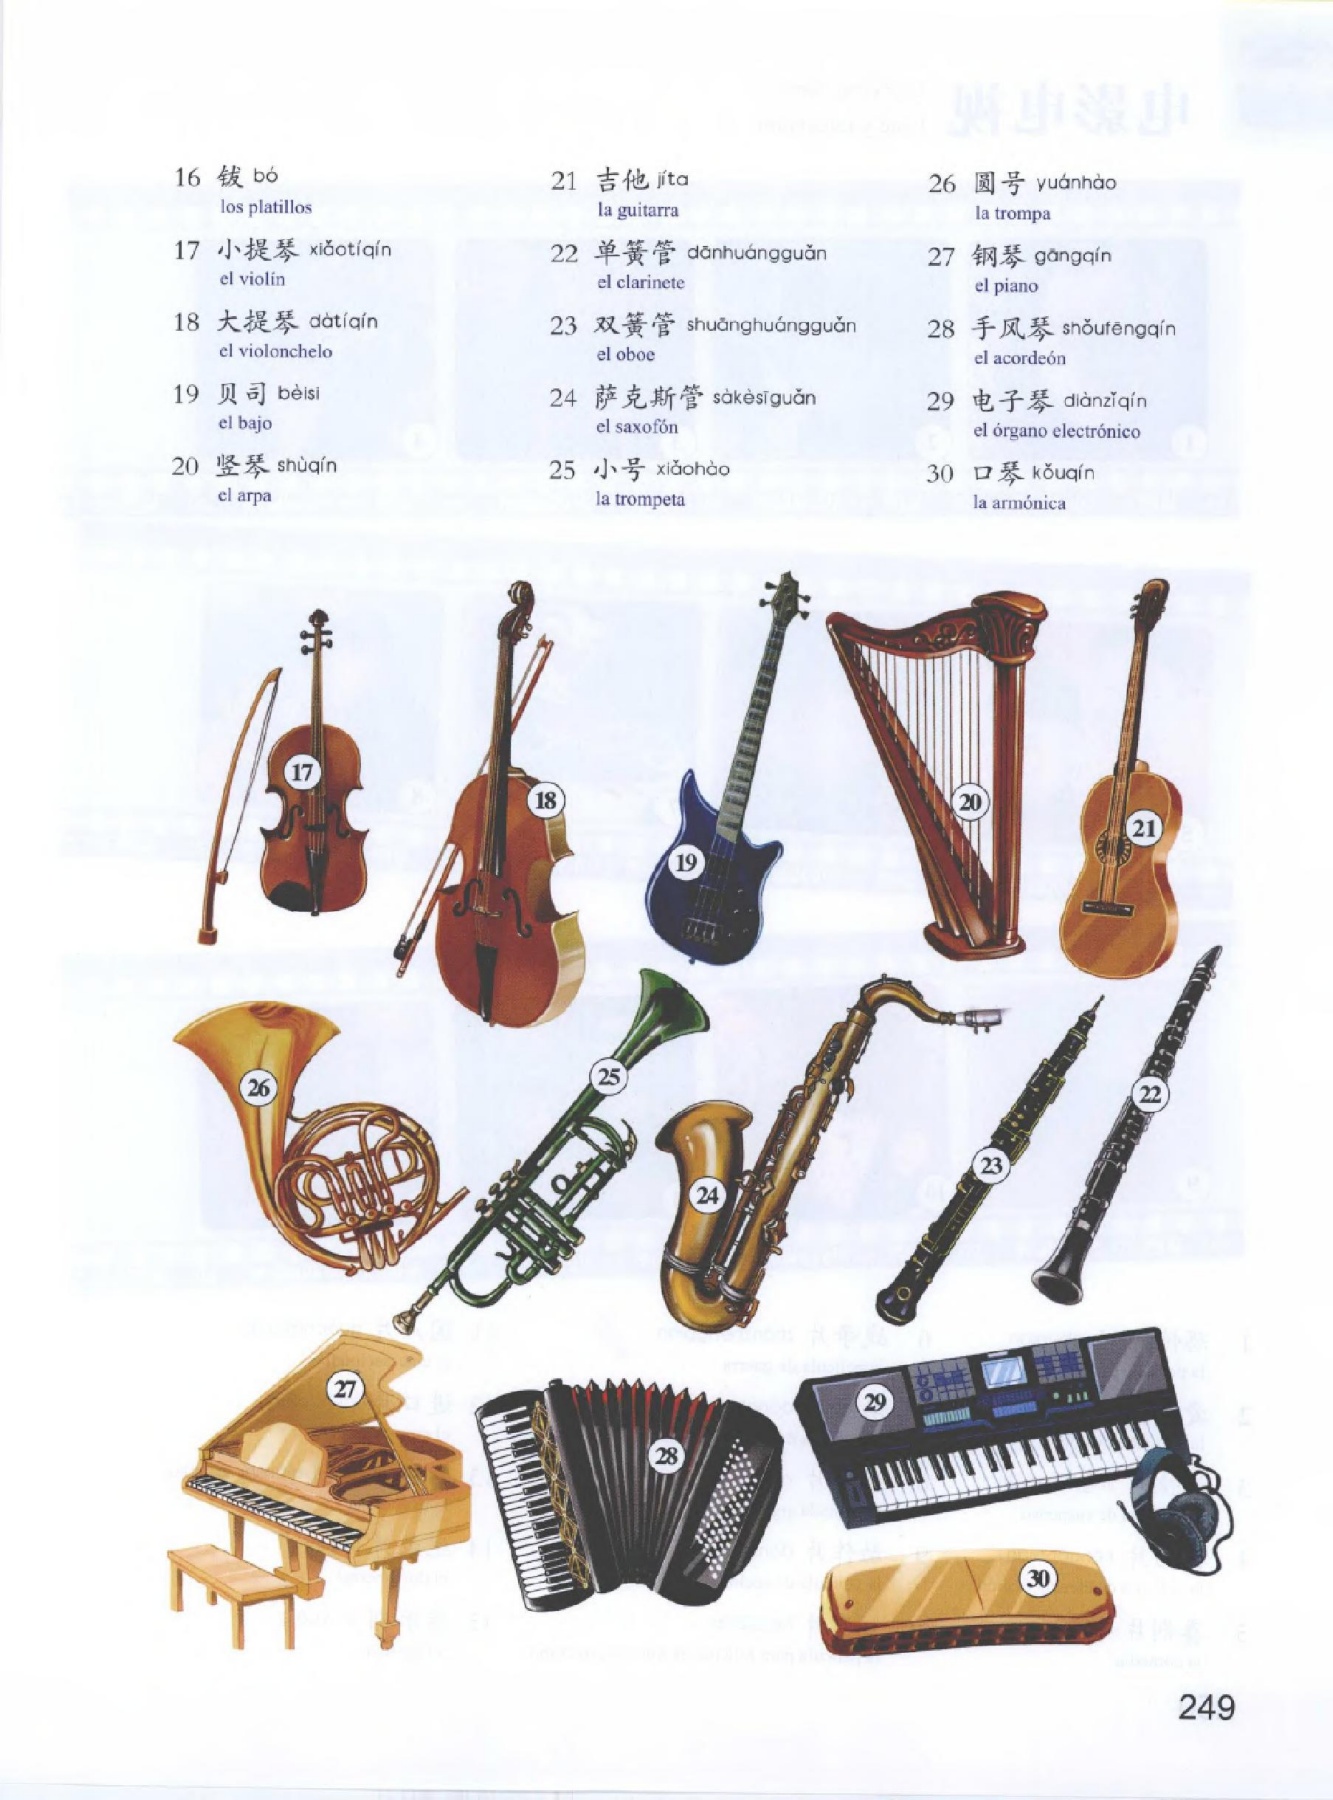 16 钹 bó
los platillos
17 小提琴 xiǎotíqín
el violín
18 大提琴 dàtíqín
el violonchelo
19 贝司 bèisi
el bajo
20 竖琴 shùqín
el arpa
21 吉他 jíta
la guitarra
22 单簧管 dānhuángguǎn
el clarinete
23 双簧管 shuānghuángguǎn
el oboe
24 萨克斯管 sàkèsīguǎn
el saxofón
25 小号 xiǎohào
la trompeta
26 圆号 yuánhào
la trompa
27 钢琴 gāngqín
el piano
28 手风琴 shǒufēngqín
el acordeón
29 电子琴 diànzǐqín
el órgano electrónico
30 口琴 kǒuqín
la armónica
17
18
19
20
21
26
25
24
23
22
27
28
29
30
249